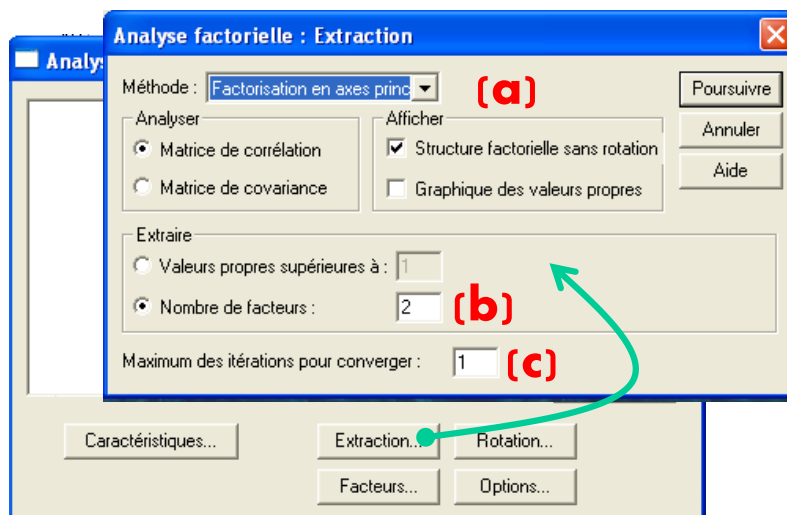 Analyse factorielle : Extraction
Analy
Méthode : Factorisation en axes princ (a) Poursuivre
Analyser Afficher Annuler
Matrice de corrélation Structure factorielle sans rotation
Matrice de covariance Graphique des valeurs propres Aide
Extraire
Valeurs propres supérieures à : 1
Nombre de facteurs : 2 (b)
Maximum des itérations pour converger : 1 (c)
Caractéristiques... Extraction... Rotation...
Facteurs... Options...